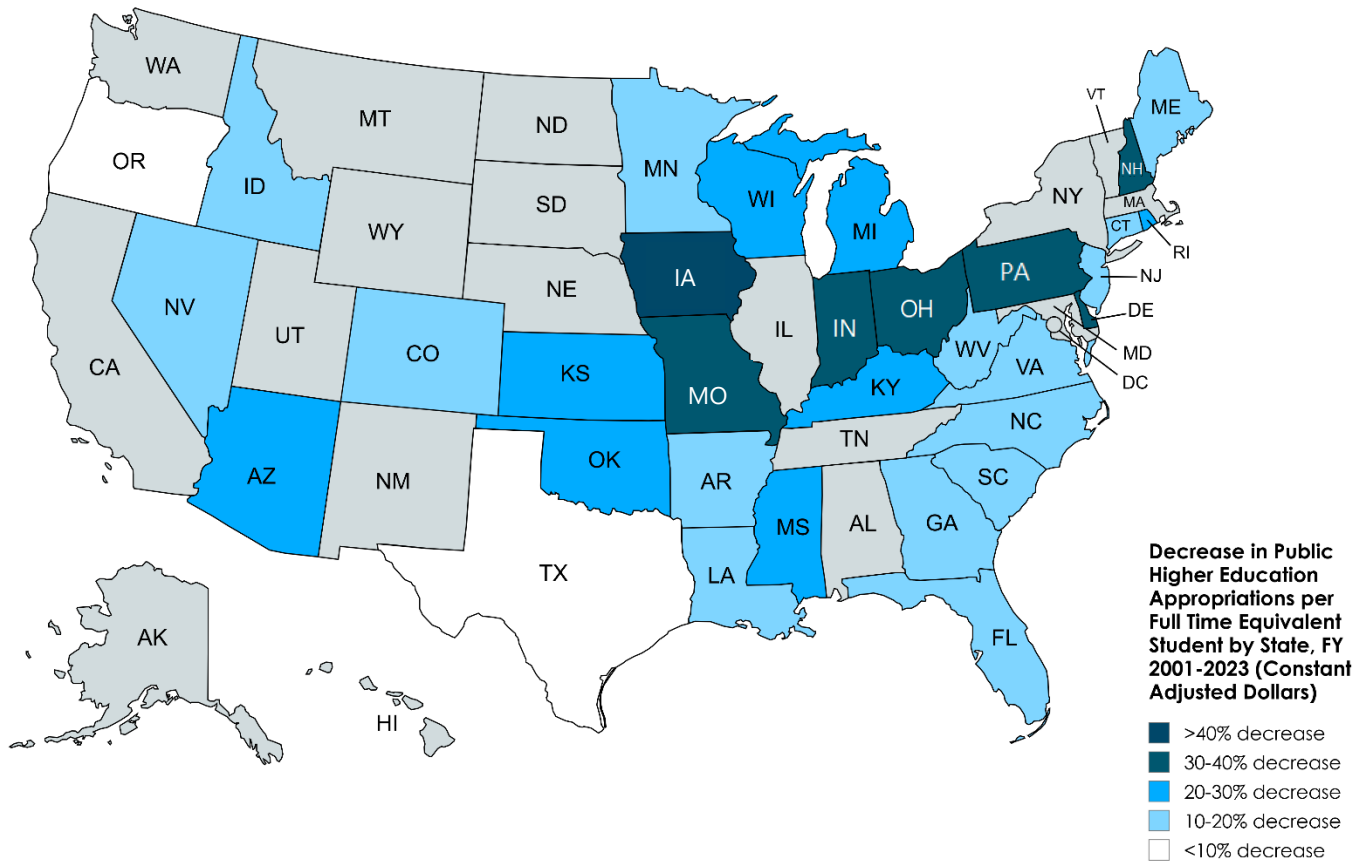 WA
MT
ND
MN
VT
ME
OR
ID
SD
WI
MI
NY
NH
MA
CT
RI
WY
IA
NE
PA
NJ
NV
UT
CO
IL
IN
OH
DE
CA
KS
MO
WV
VA
MD
DC
KY
NC
TN
AZ
NM
OK
AR
SC
MS
AL
GA
TX
LA
FL
AK
HI
Decrease in Public
Higher Education
Appropriations per
Full Time Equivalent
Student by State, FY
2001-2023 (Constant
Adjusted Dollars)
>40% decrease
30-40% decrease
20-30% decrease
10-20% decrease
<10% decrease